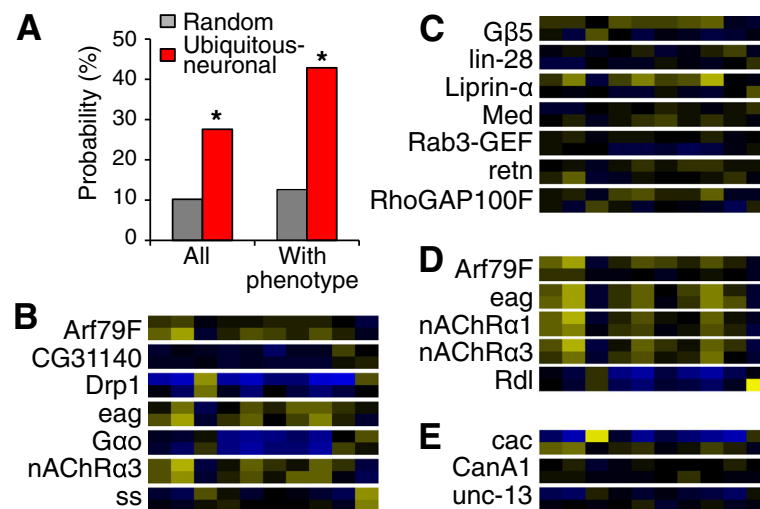 A
Random
Ubiquitous-
neuronal
Probability (%)
50
40
30
20
10
0
*
*
All
With
phenotype
B
Arf79F
CG31140
Drp1
eag
Gαo
nAChRα3
ss
C
Gβ5
lin-28
Liprin-α
Med
Rab3-GEF
retn
RhoGAP100F
D
Arf79F
eag
nAChRα1
nAChRα3
Rdl
E
cac
CanA1
unc-13